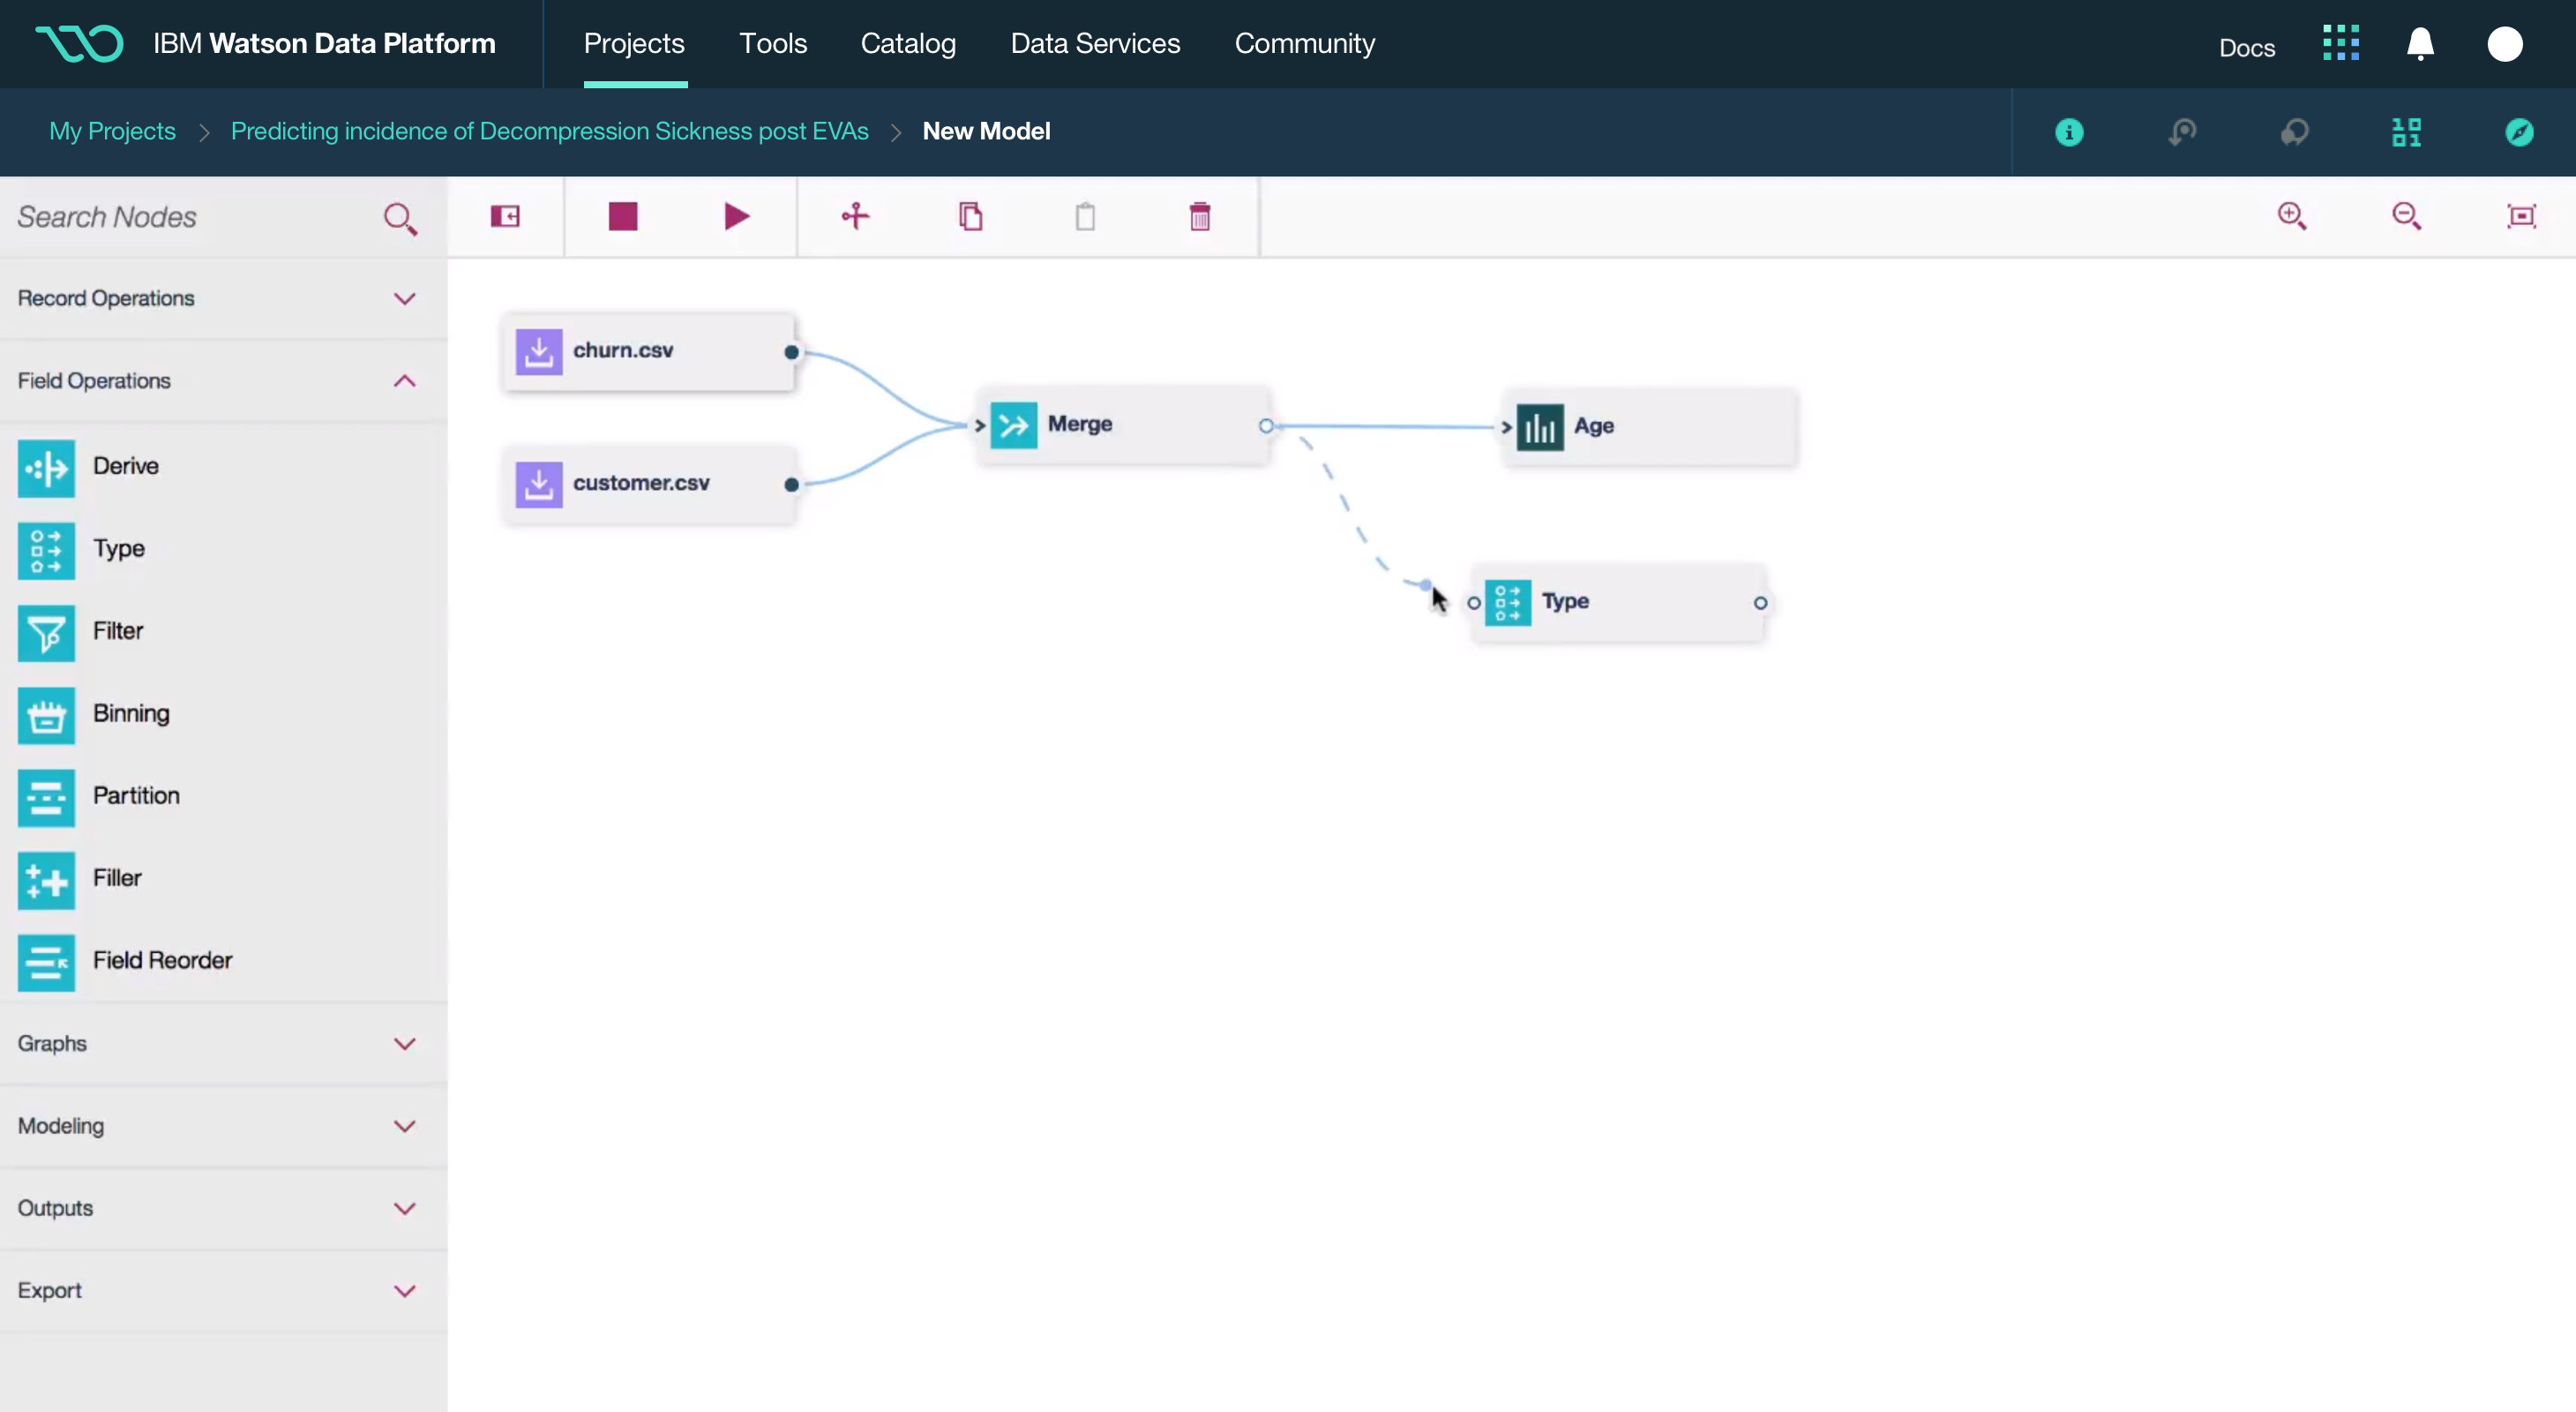 IBM Watson Data Platform
Projects
Tools
Catalog
Data Services
Community
Docs
My Projects > Predicting incidence of Decompression Sickness post EVAs > New Model
Search Nodes
Record Operations
Field Operations
Derive
Type
Filter
Binning
Partition
Filler
Field Reorder
Graphs
Modeling
Outputs
Export
churn.csv
customer.csv
Merge
Age
Type